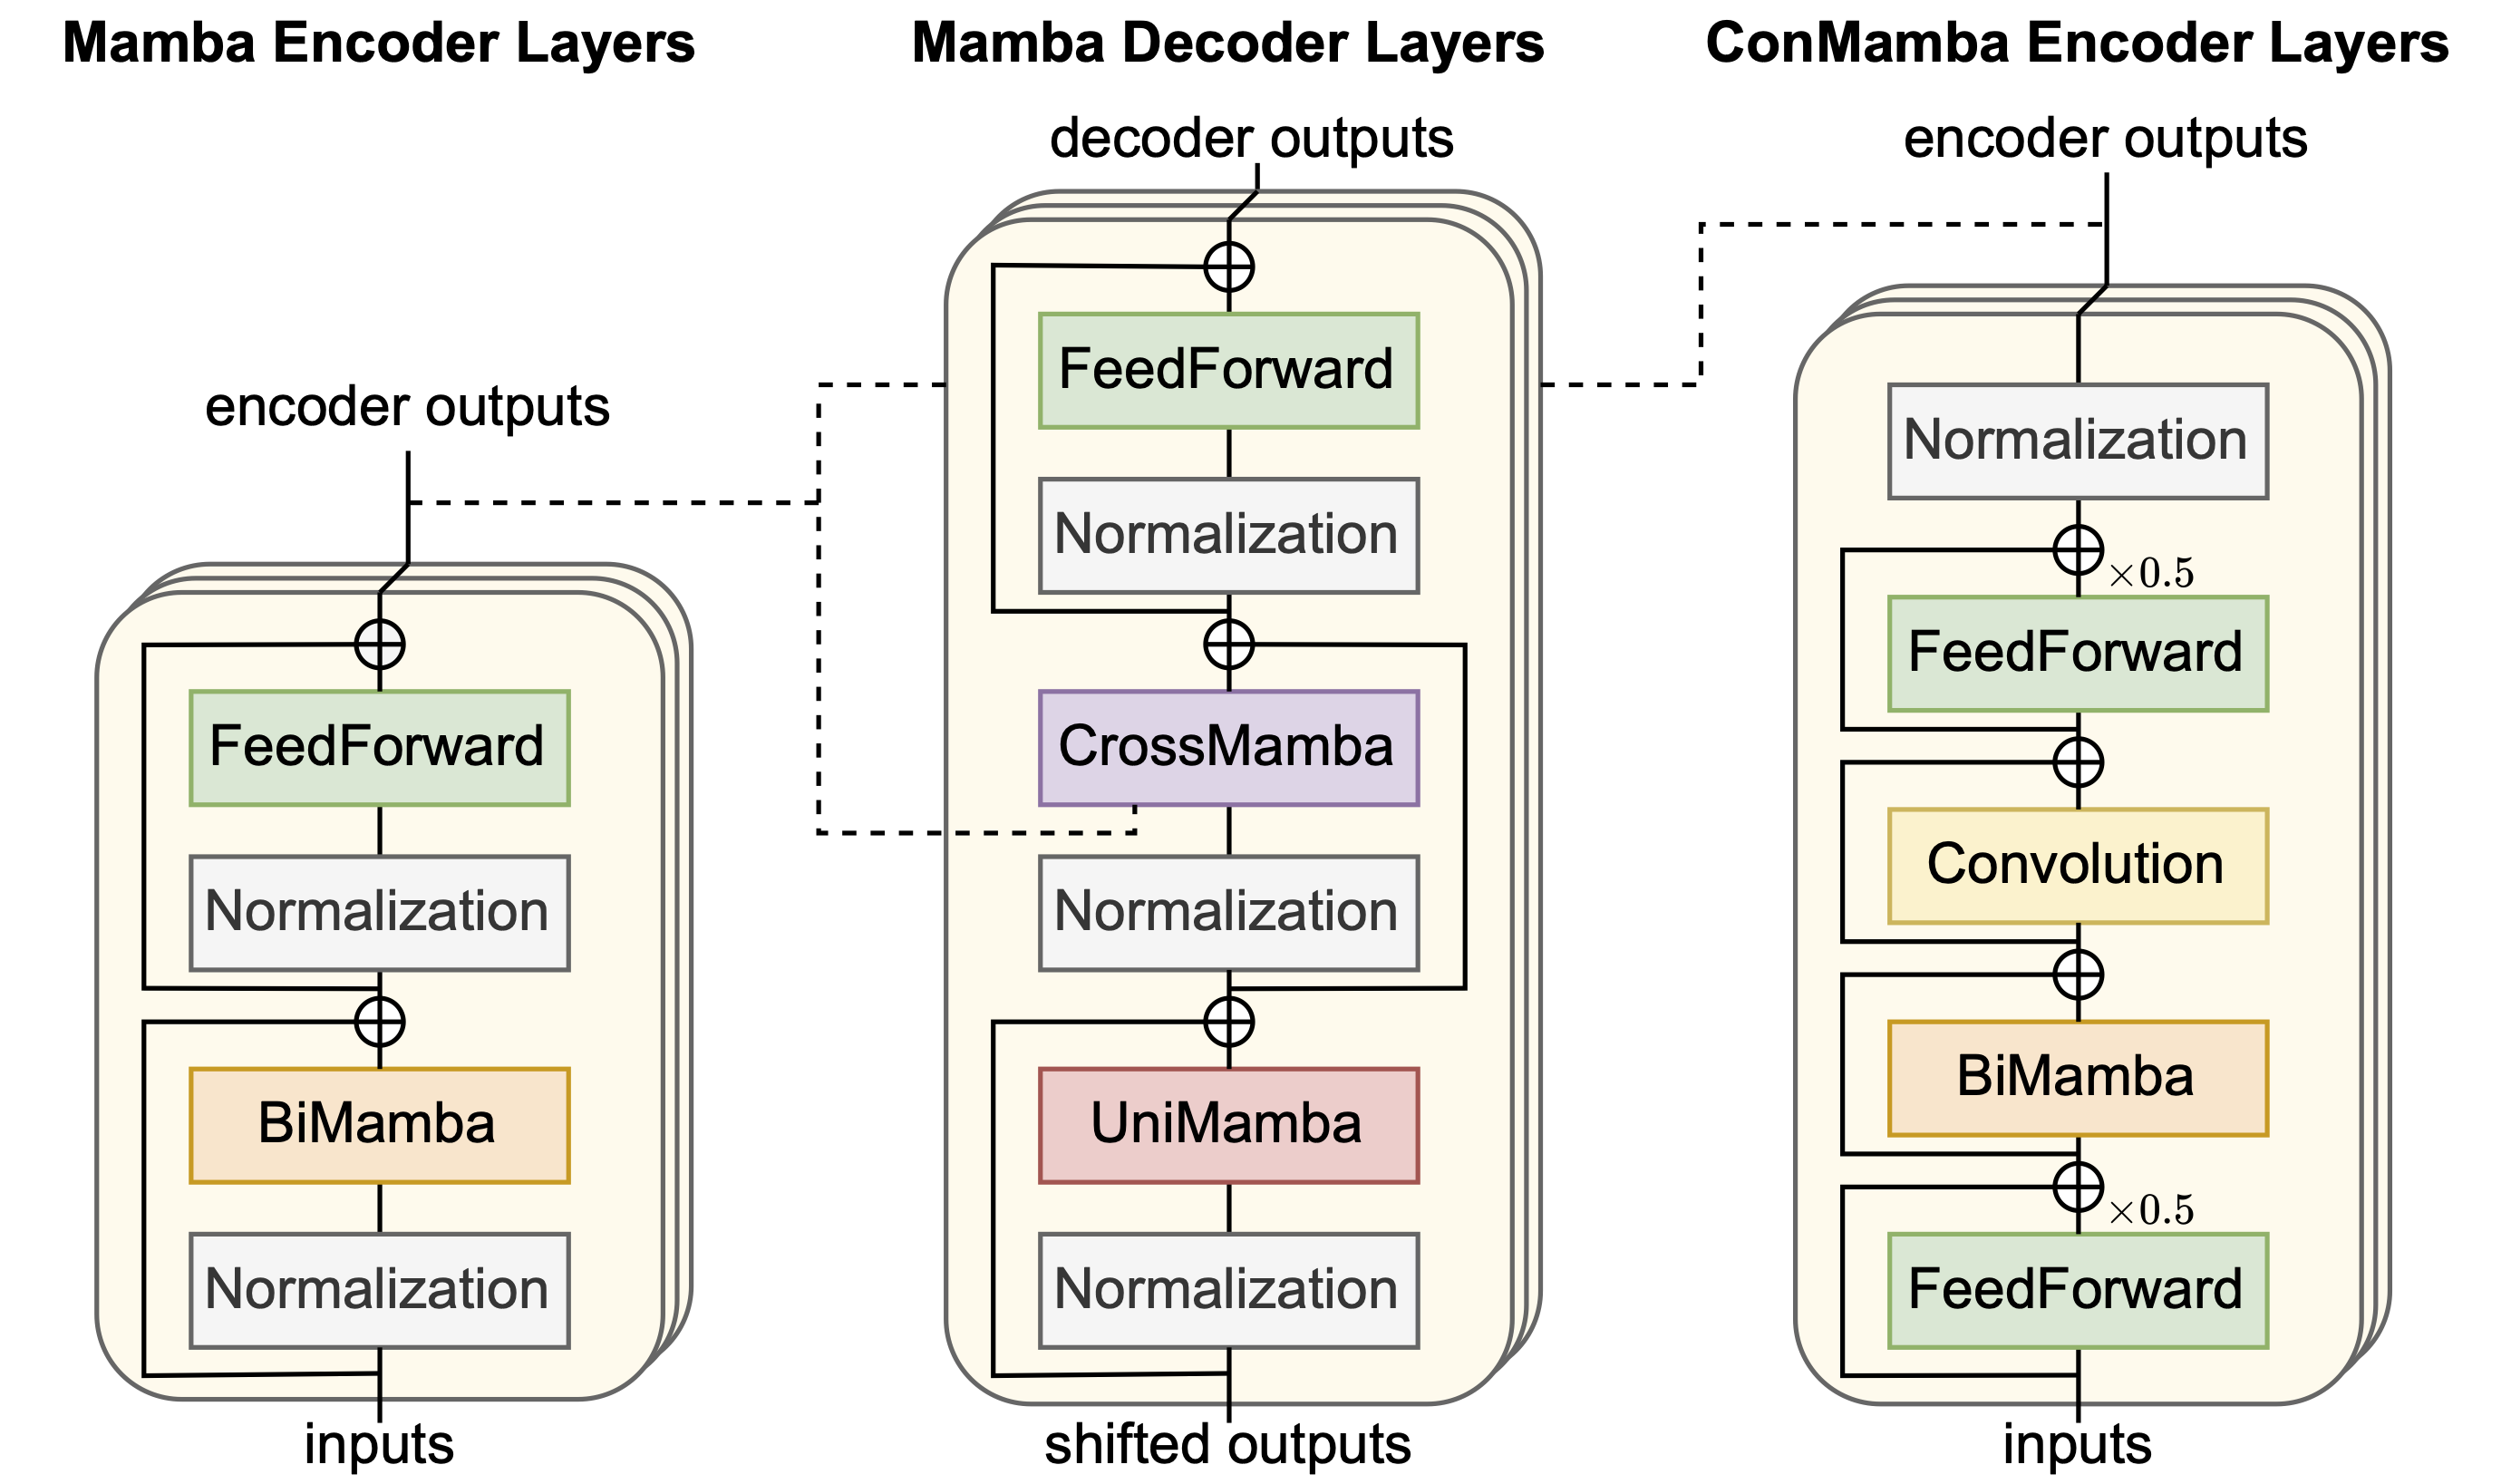 Mamba Encoder Layers
encoder outputs
FeedForward
Normalization
BiMamba
Normalization
inputs
Mamba Decoder Layers
decoder outputs
FeedForward
Normalization
CrossMamba
Normalization
UniMamba
Normalization
shifted outputs
ConMamba Encoder Layers
encoder outputs
Normalization
×0.5
FeedForward
Convolution
BiMamba
×0.5
FeedForward
inputs